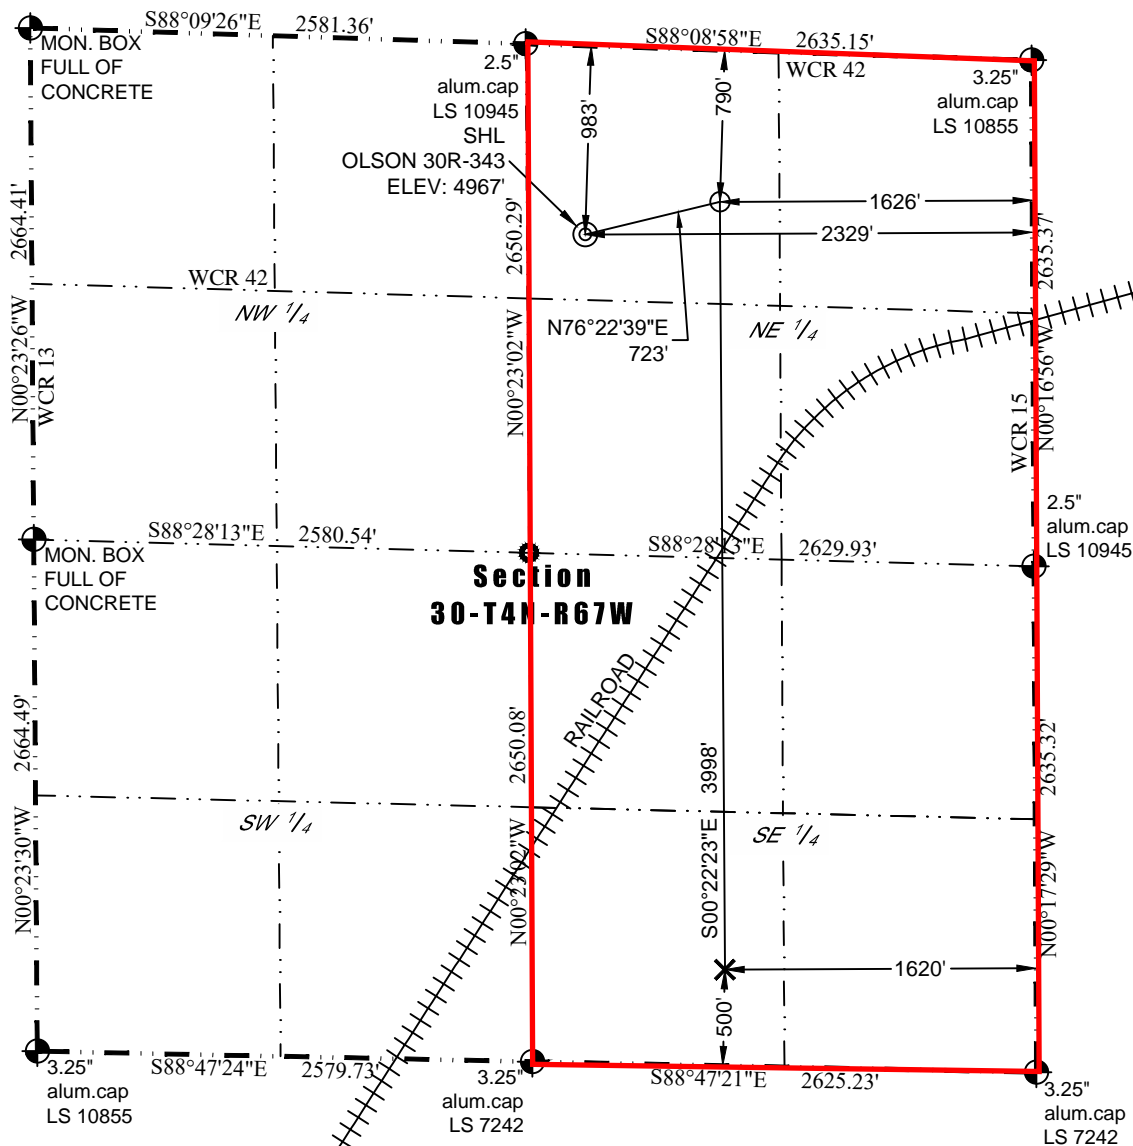 S88°09'26"E 2581.36'
S88°08'58"E 2635.15'
MON. BOX
FULL OF
CONCRETE
2.5"
alum.cap
LS 10945
WCR 42
3.25"
alum.cap
LS 10855
983'
790'
SHL
OLSON 30R-343
ELEV: 4967'
1626'
2329'
2664.41'
2650.29'
2635.37'
WCR 42
NW 1/4
NE 1/4
N76°22'39"E
723'
N00°23'26"W
WCR 13
N00°23'02"W
N00°16'56"W
WCR 15
S88°28'13"E 2580.54'
S88°28'13"E 2629.93'
2.5"
alum.cap
LS 10945
MON. BOX
FULL OF
CONCRETE
Section
30-T4N-R67W
RAILROAD
2664.49'
2650.08'
S00°22'23"E 3998'
2635.32'
SW 1/4
SE 1/4
N00°23'30"W
N00°23'02"W
N00°17'29"W
1620'
500'
S88°47'24"E 2579.73'
S88°47'21"E 2625.23'
3.25"
alum.cap
LS 10855
3.25"
alum.cap
LS 7242
3.25"
alum.cap
LS 7242